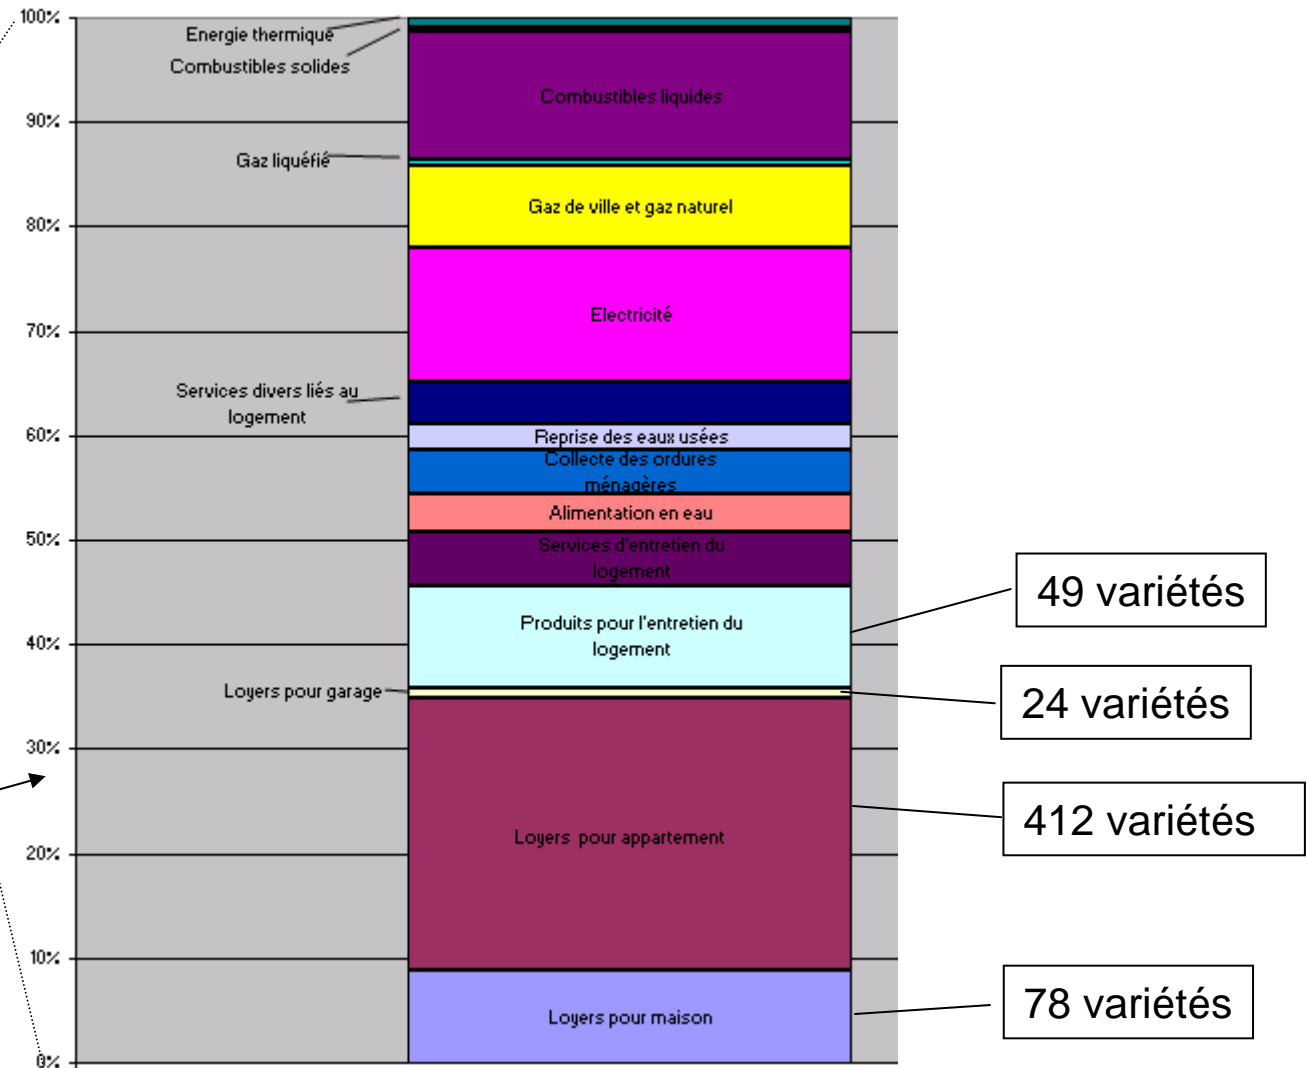 100%
Energie thermique
Combustibles solides
Combustibles liquides
90%
Gaz liquéfié
Gaz de ville et gaz naturel
80%
Electricité
70%
Services divers liés au
logement
60%
Reprise des eaux usées
Collecte des ordures
ménagères
Alimentation en eau
50%
Services d'entretien du
logement
49 variétés
Produits pour l'entretien du
logement
40%
Loyers pour garage
24 variétés
30%
412 variétés
Loyers pour appartement
20%
10%
78 variétés
Loyers pour maison
0%